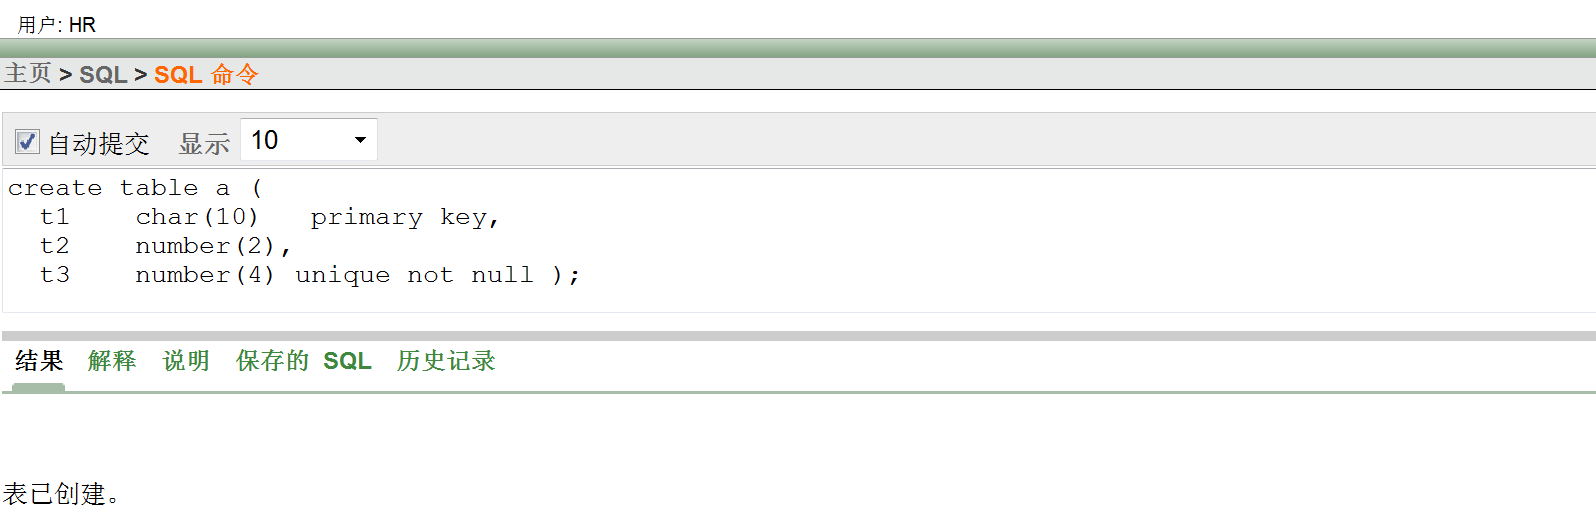 用户: HR
主页 > SQL > SQL 命令
自动提交 显示 10
create table a (
  t1    char(10)   primary key,
  t2    number(2),
  t3    number(4) unique not null );
结果 解释 说明 保存的 SQL 历史记录
表已创建。